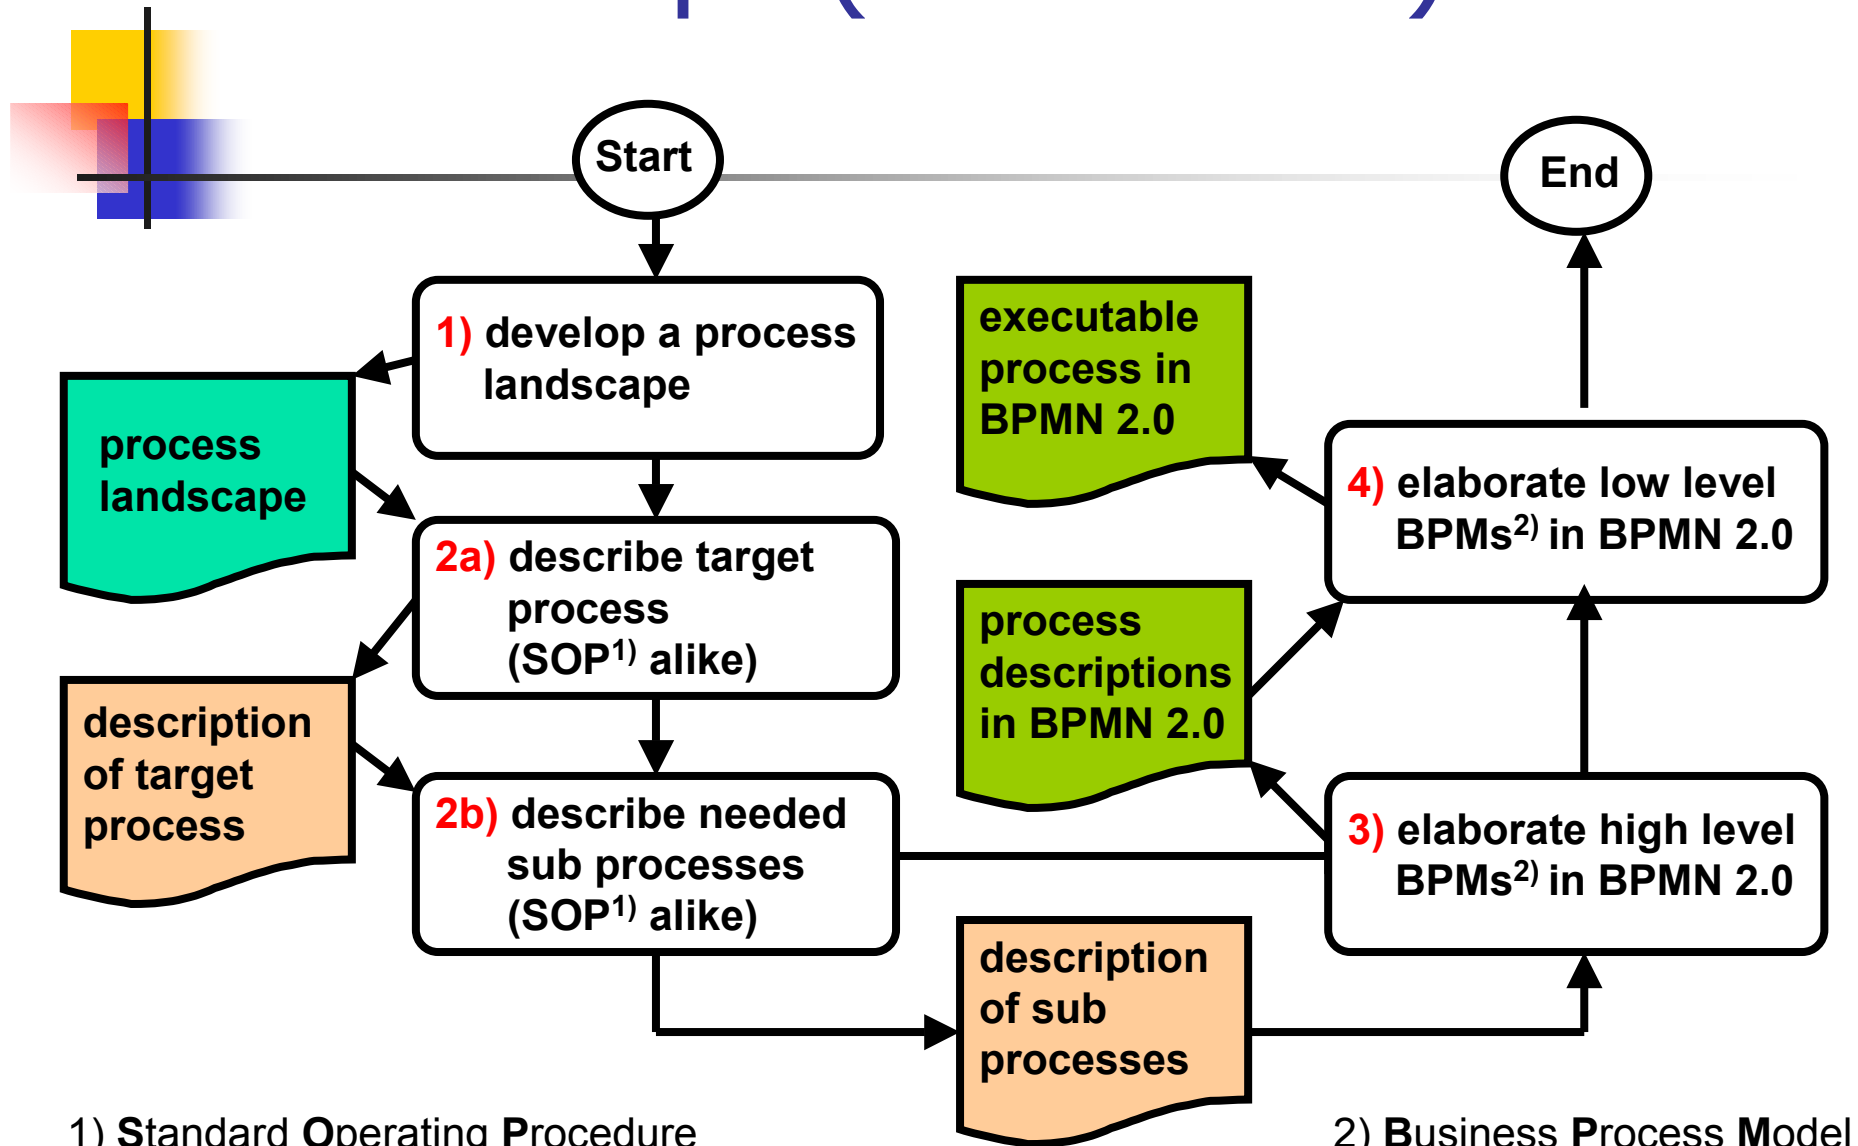 Start
End
1) develop a process
landscape
process
landscape
2a) describe target
process
(SOP1) alike)
description
of target
process
2b) describe needed
sub processes
(SOP1) alike)
description
of sub
processes
3) elaborate high level
BPMs2) in BPMN 2.0
process
descriptions
in BPMN 2.0
4) elaborate low level
BPMs2) in BPMN 2.0
executable
process in
BPMN 2.0
1) Standard Operating Procedure
2) Business Process Model